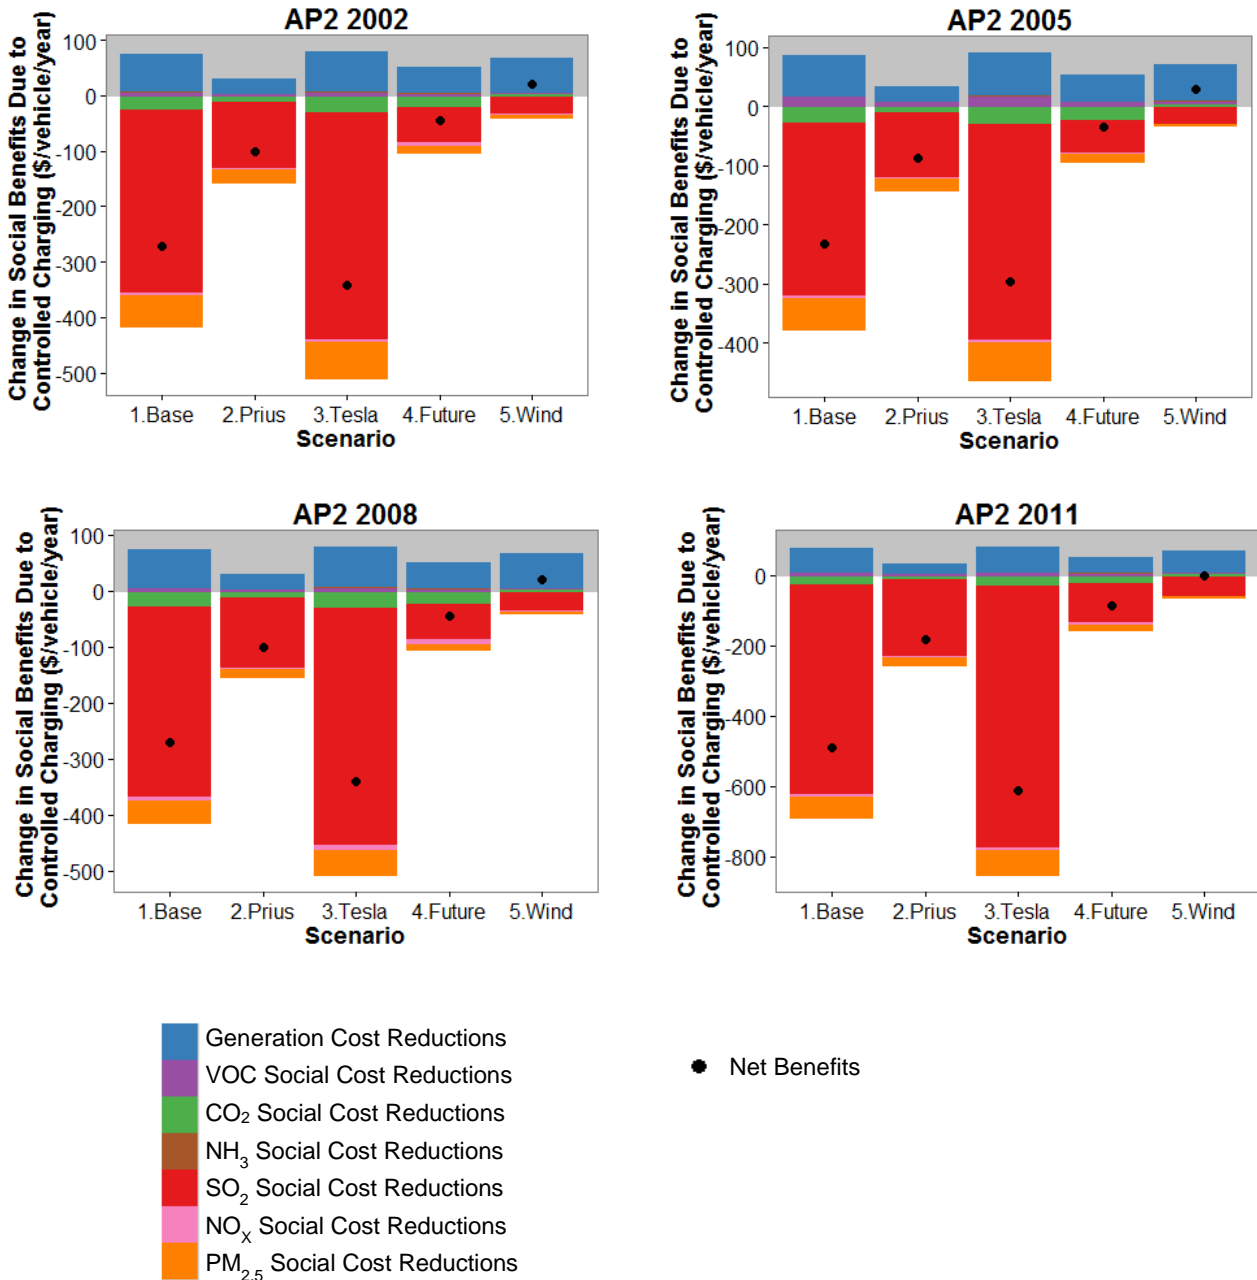 AP2 2002
Change in Social Benefits Due to
Controlled Charging ($/vehicle/year)
100
0
-100
-200
-300
-400
-500
1.Base 2.Prius 3.Tesla 4.Future 5.Wind
Scenario
AP2 2005
Change in Social Benefits Due to
Controlled Charging ($/vehicle/year)
100
0
-100
-200
-300
-400
1.Base 2.Prius 3.Tesla 4.Future 5.Wind
Scenario
AP2 2008
Change in Social Benefits Due to
Controlled Charging ($/vehicle/year)
100
0
-100
-200
-300
-400
-500
1.Base 2.Prius 3.Tesla 4.Future 5.Wind
Scenario
AP2 2011
Change in Social Benefits Due to
Controlled Charging ($/vehicle/year)
0
-200
-400
-600
-800
1.Base 2.Prius 3.Tesla 4.Future 5.Wind
Scenario
Generation Cost Reductions
VOC Social Cost Reductions
CO₂ Social Cost Reductions
NH₃ Social Cost Reductions
SO₂ Social Cost Reductions
NOₓ Social Cost Reductions
PM₂.₅ Social Cost Reductions
Net Benefits